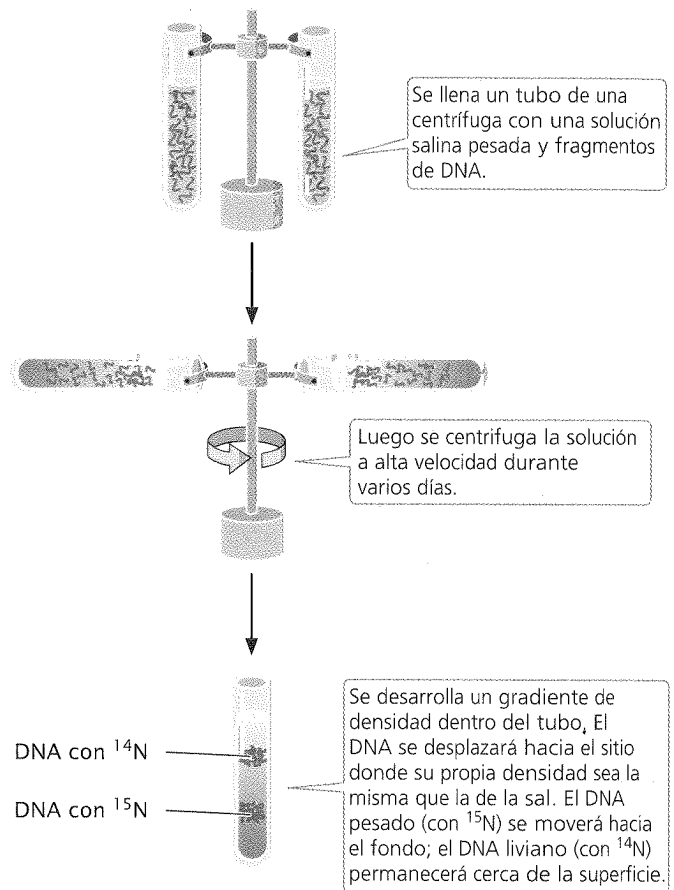 Se llena un tubo de una
centrífuga con una solución
salina pesada y fragmentos
de DNA.
Luego se centrifuga la solución
a alta velocidad durante
varios días.
DNA con ¹⁴N
DNA con ¹⁵N
Se desarrolla un gradiente de
densidad dentro del tubo. El
DNA se desplazará hacia el sitio
donde su propia densidad sea la
misma que la de la sal. El DNA
pesado (con ¹⁵N) se moverá hacia
el fondo; el DNA liviano (con ¹⁴N)
permanecerá cerca de la superficie.